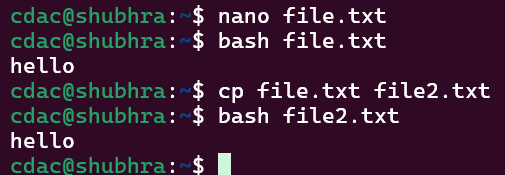 cdac@shubhra:~$ nano file.txt
cdac@shubhra:~$ bash file.txt
hello
cdac@shubhra:~$ cp file.txt file2.txt
cdac@shubhra:~$ bash file2.txt
hello
cdac@shubhra:~$